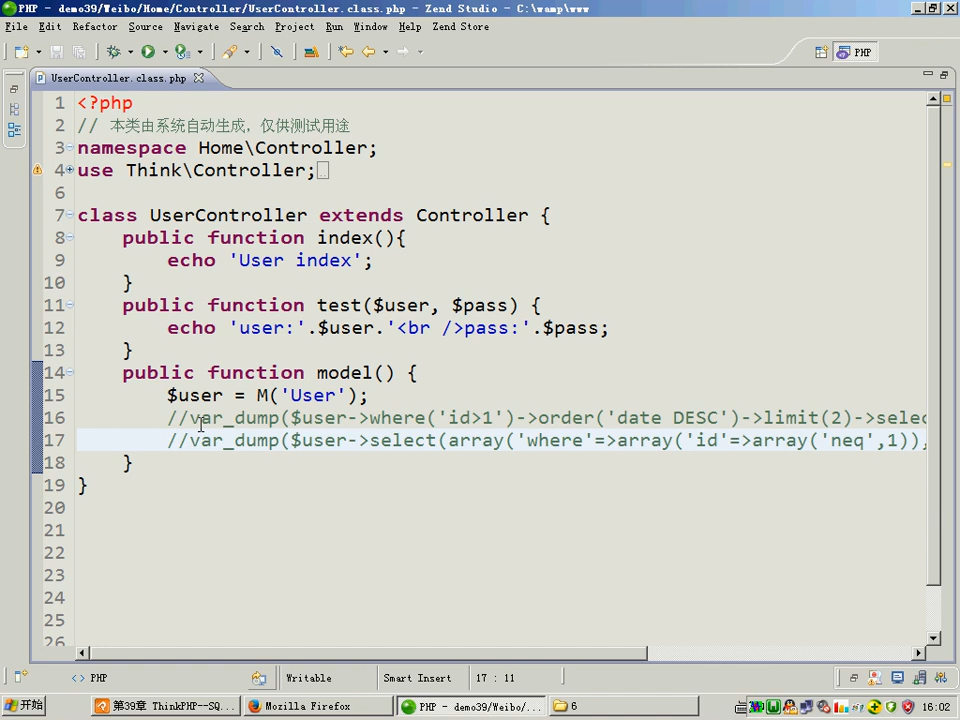 PHP - demo39/Weibo/Home/Controller/UserController.class.php - Zend Studio - C:\wamp\www
File Edit Refactor Source Navigate Search Project Run Window Help Zend Store
PHP
UserController.class.php
1 <?php
2 // 本类由系统自动生成，仅供测试用途
3 namespace Home\Controller;
4 use Think\Controller;
6
7 class UserController extends Controller {
8 public function index(){
9 echo 'User index';
10 }
11 public function test($user, $pass) {
12 echo 'user:'.$user.'<br />pass:'.$pass;
13 }
14 public function model() {
15 $user = M('User');
16 //var_dump($user->where('id>1')->order('date DESC')->limit(2)->selec
17 //var_dump($user->select(array('where'=>array('id'=>array('neq',1)),
18 }
19 }
20
21
22
23
24
25
26
<> PHP Writable Smart Insert 17 : 11
开始 第39章 ThinkPHP--SQ... Mozilla Firefox PHP - demo39/Weibo/... 6 16:02